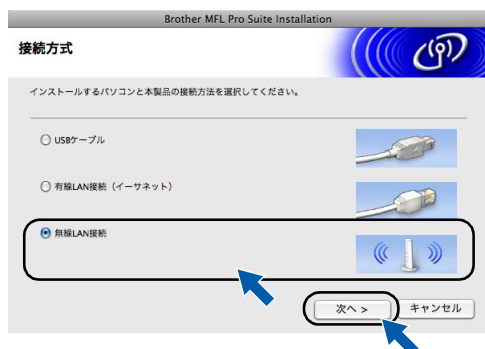 Brother MFL Pro Suite Installation
接続方式
インストールするパソコンと本製品の接続方法を選択してください。
USBケーブル
有線LAN接続（イーサネット）
無線LAN接続
次へ >
キャンセル